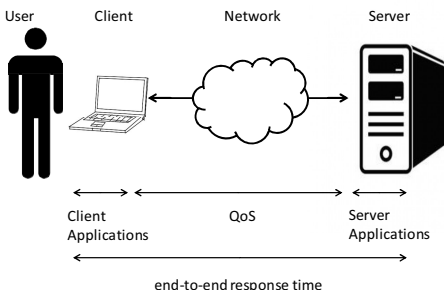 User
Client
Network
Server
Client
Applications
QoS
Server
Applications
end-to-end response time